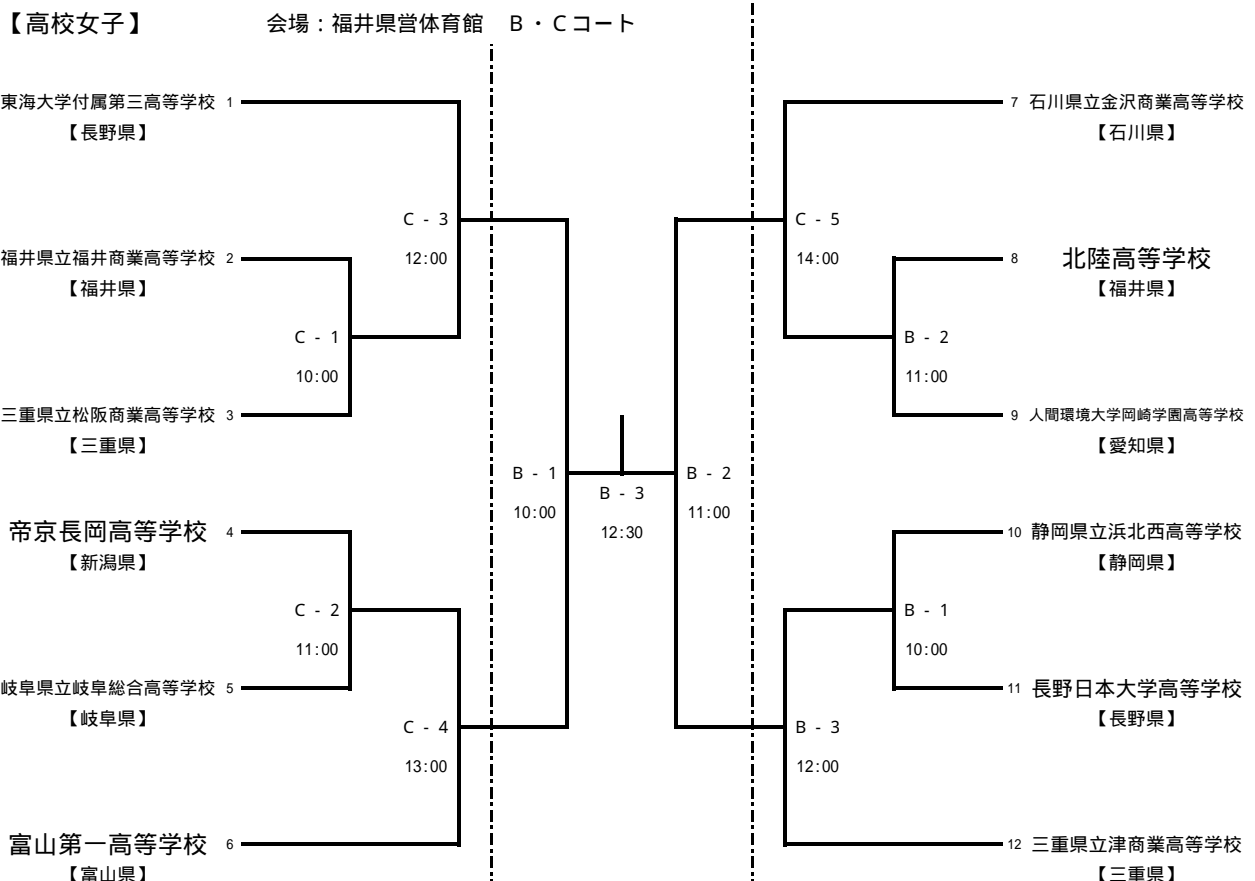 【高校女子】 会場：福井県営体育館 B・Cコート
東海大学付属第三高等学校 1
【長野県】
福井県立福井商業高等学校 2
【福井県】
三重県立松阪商業高等学校 3
【三重県】
帝京長岡高等学校 4
【新潟県】
岐阜県立岐阜総合高等学校 5
【岐阜県】
富山第一高等学校 6
【富山県】
C - 3
12:00
C - 1
10:00
C - 2
11:00
C - 4
13:00
B - 1
10:00
B - 3
12:30
B - 2
11:00
C - 5
14:00
B - 2
11:00
B - 1
10:00
B - 3
12:00
7 石川県立金沢商業高等学校
【石川県】
8 北陸高等学校
【福井県】
9 人間環境大学岡崎学園高等学校
【愛知県】
10 静岡県立浜北西高等学校
【静岡県】
11 長野日本大学高等学校
【長野県】
12 三重県立津商業高等学校
【三重県】